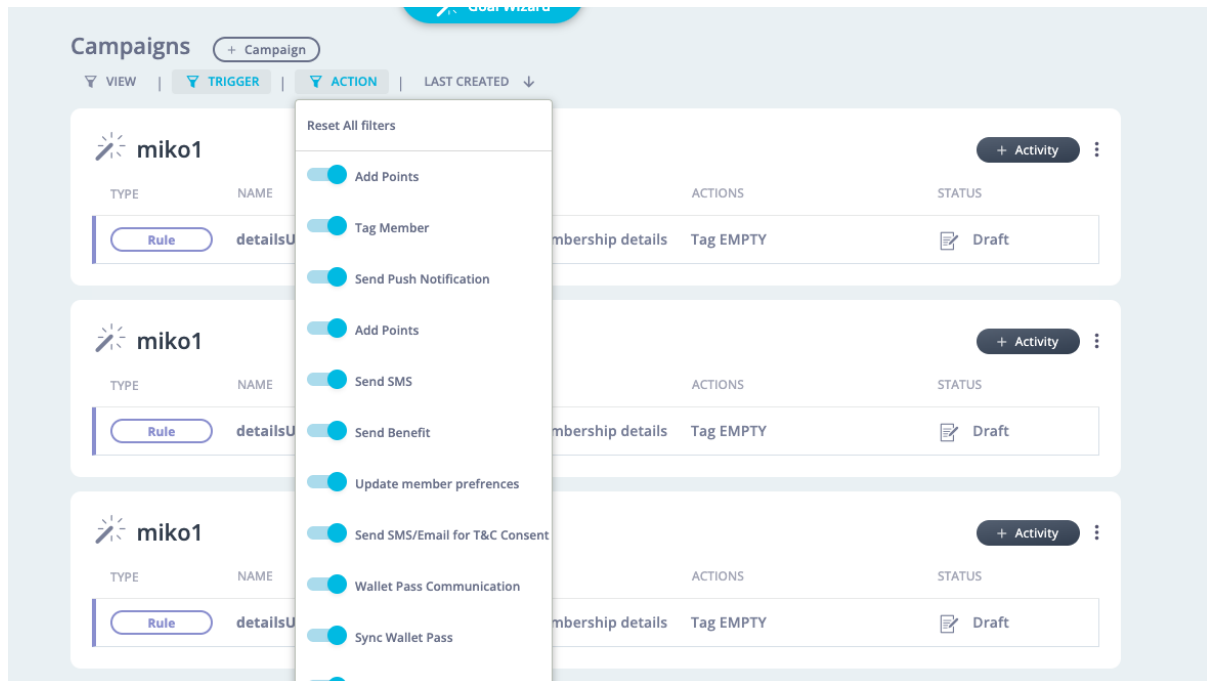 Goal Wizard
Campaigns + Campaign
VIEW | TRIGGER | ACTION | LAST CREATED ↓
Reset All filters
Add Points
Tag Member
Send Push Notification
Add Points
Send SMS
Send Benefit
Update member prefrences
Send SMS/Email for T&C Consent
Wallet Pass Communication
Sync Wallet Pass
miko1 + Activity
TYPE NAME ACTIONS STATUS
Rule detailsU mbership details Tag EMPTY Draft
miko1 + Activity
TYPE NAME ACTIONS STATUS
Rule detailsU mbership details Tag EMPTY Draft
miko1 + Activity
TYPE NAME ACTIONS STATUS
Rule detailsU mbership details Tag EMPTY Draft